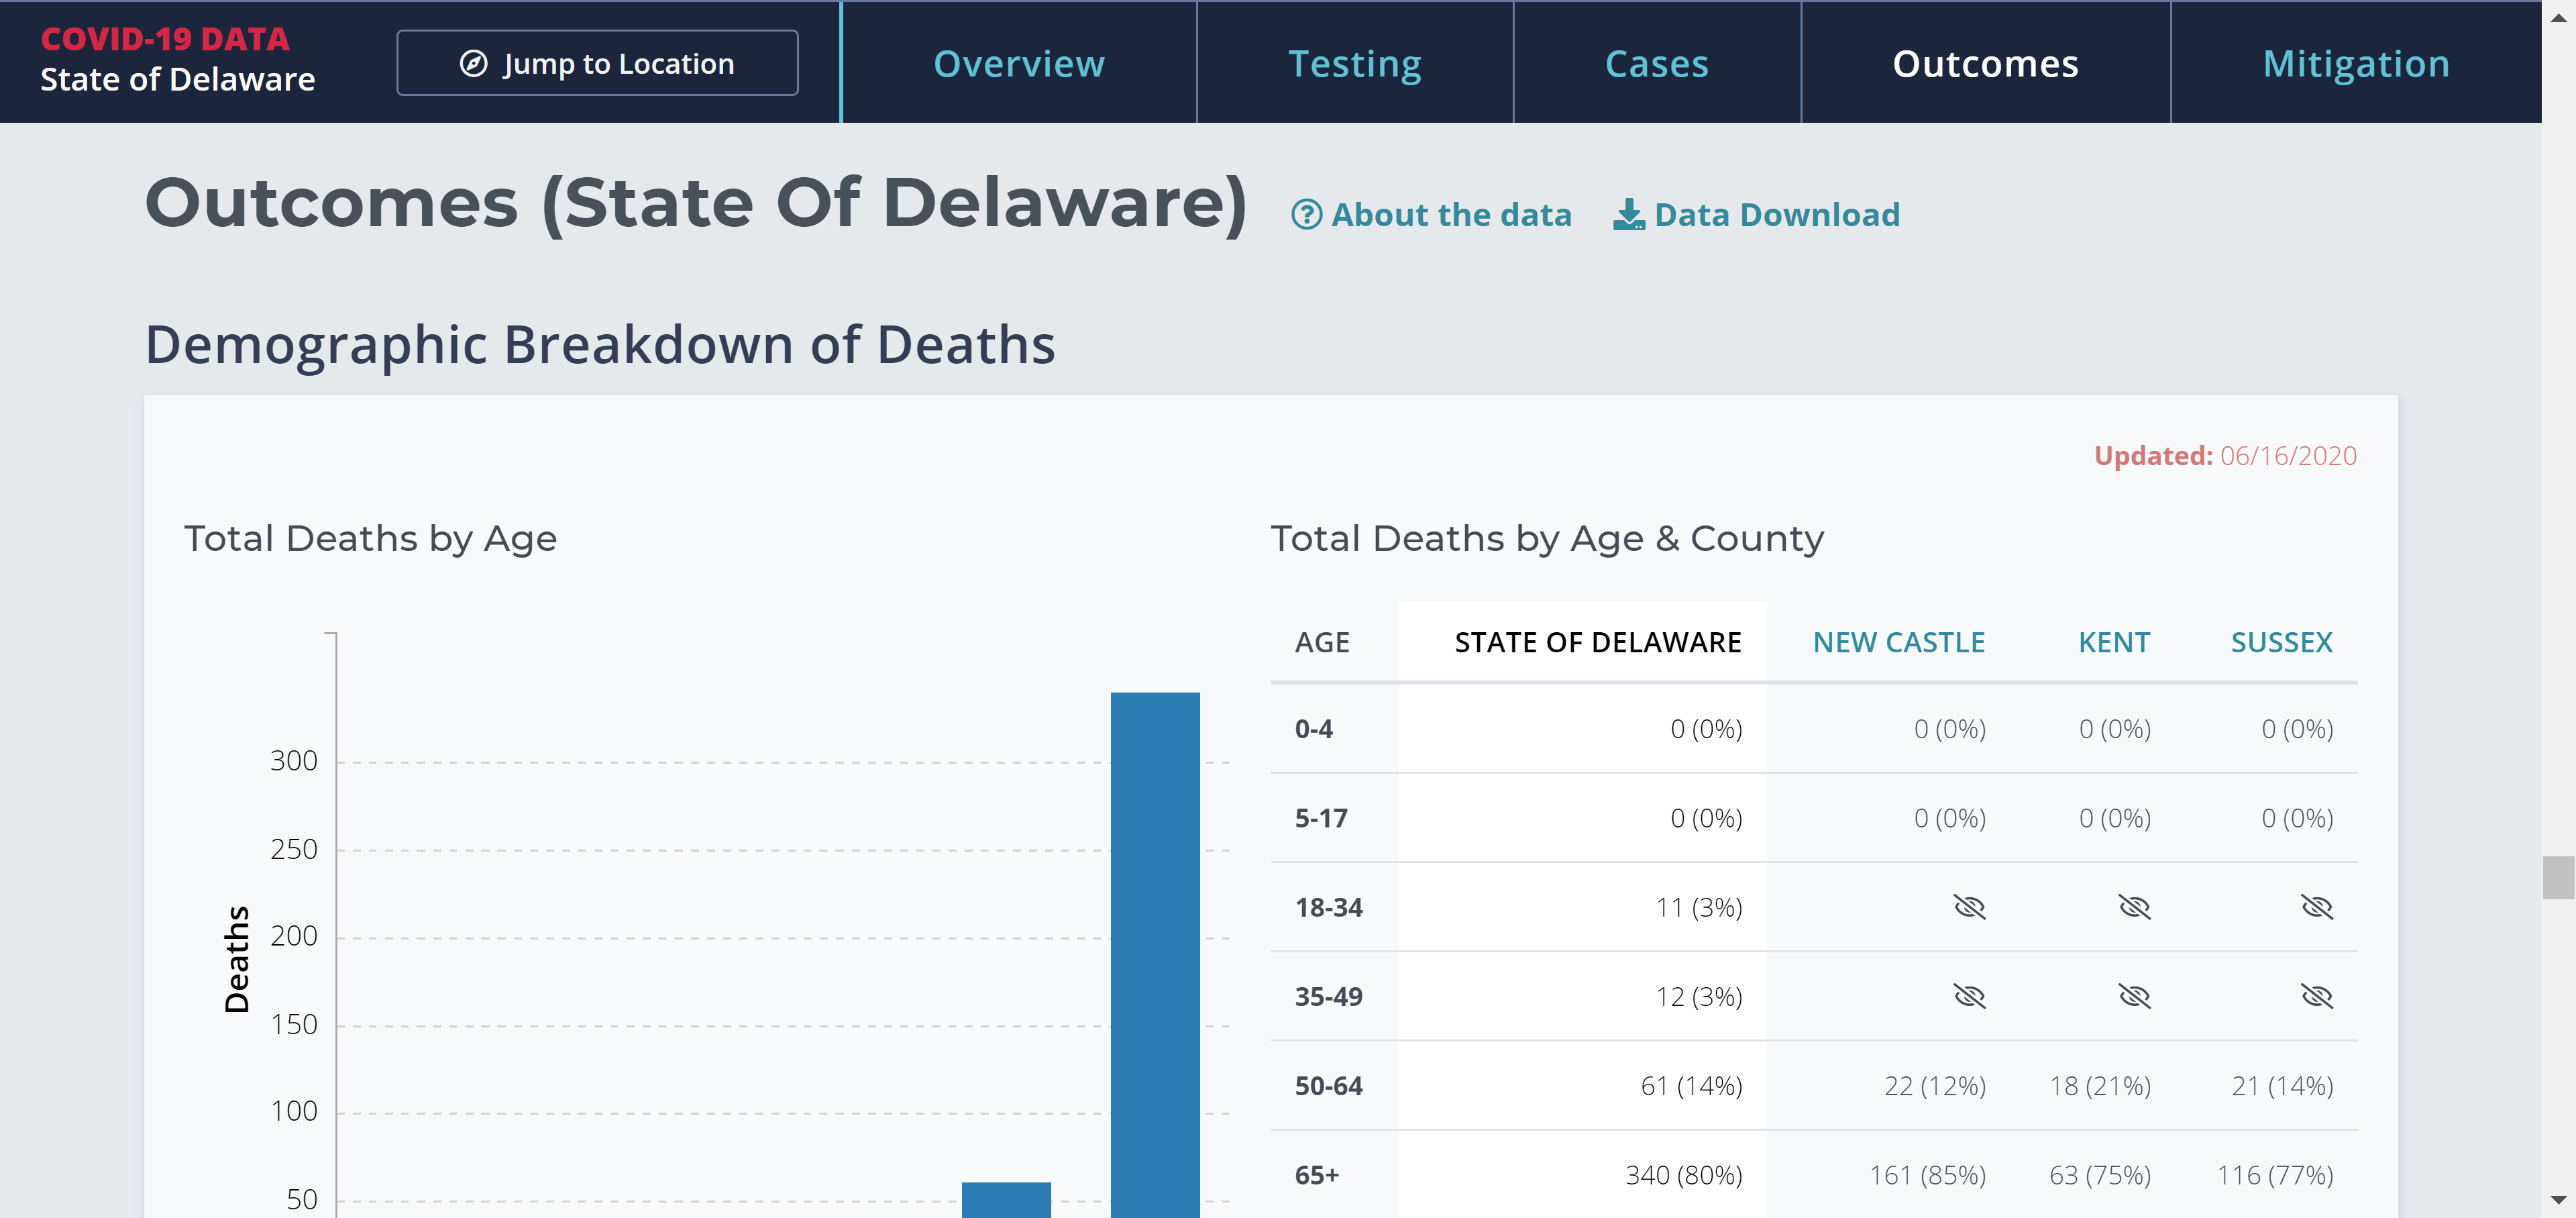 COVID-19 DATA
State of Delaware
Jump to Location
Overview
Testing
Cases
Outcomes
Mitigation
Outcomes (State Of Delaware)
About the data
Data Download
Demographic Breakdown of Deaths
Updated: 06/16/2020
Total Deaths by Age
Deaths
300
250
200
150
100
50
Total Deaths by Age & County
AGE STATE OF DELAWARE NEW CASTLE KENT SUSSEX
0-4 0 (0%) 0 (0%) 0 (0%) 0 (0%)
5-17 0 (0%) 0 (0%) 0 (0%) 0 (0%)
18-34 11 (3%)
35-49 12 (3%)
50-64 61 (14%) 22 (12%) 18 (21%) 21 (14%)
65+ 340 (80%) 161 (85%) 63 (75%) 116 (77%)